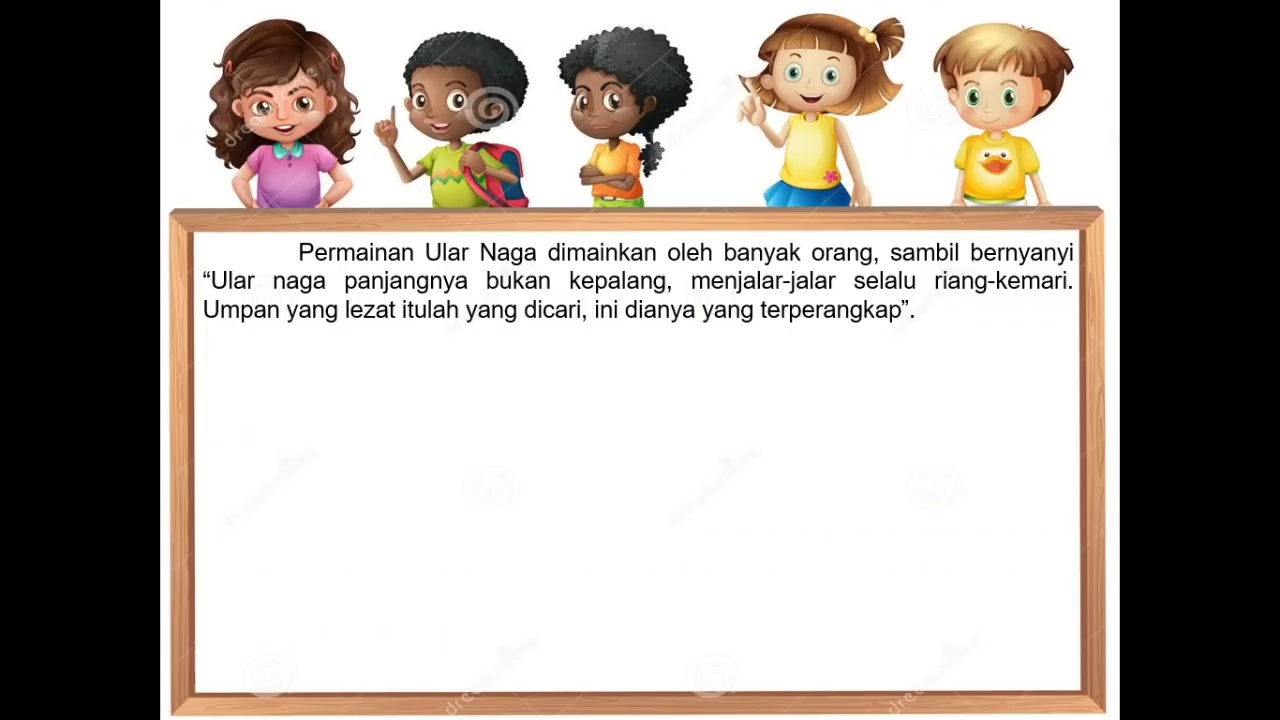 Permainan Ular Naga dimainkan oleh banyak orang, sambil bernyanyi
“Ular naga panjangnya bukan kepalang, menjalar-jalar selalu riang-kemari.
Umpan yang lezat itulah yang dicari, ini dianya yang terperangkap”.